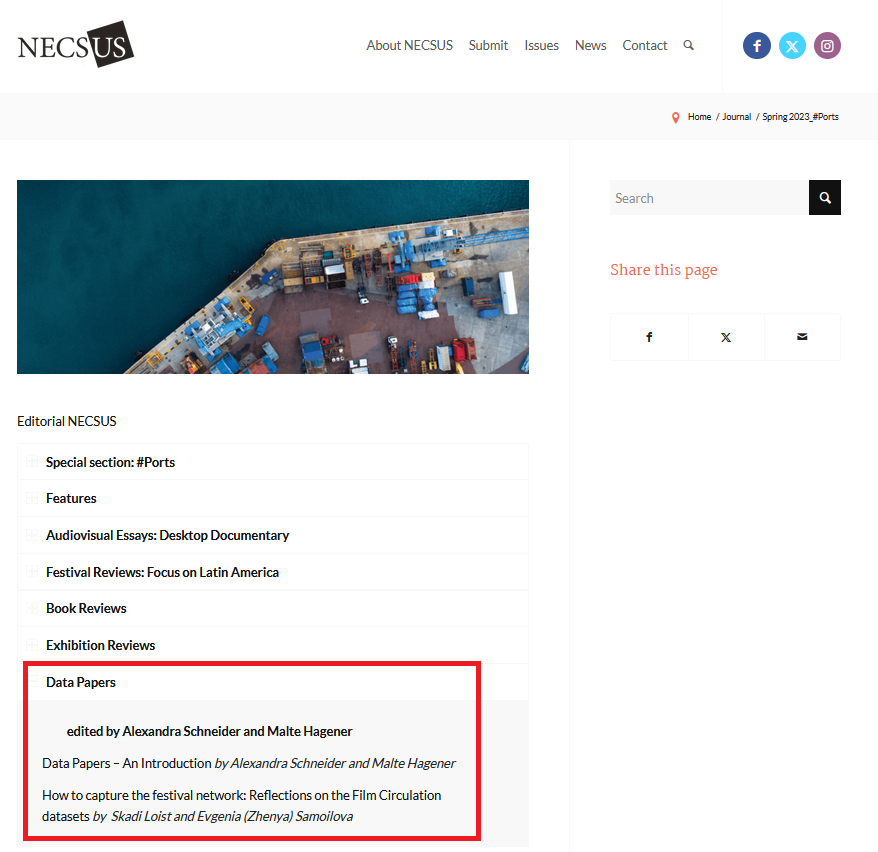 NECSUS
About NECSUS Submit Issues News Contact
Home / Journal / Spring 2023_#Ports
Search
Share this page
Editorial NECSUS
Special section: #Ports
Features
Audiovisual Essays: Desktop Documentary
Festival Reviews: Focus on Latin America
Book Reviews
Exhibition Reviews
Data Papers
edited by Alexandra Schneider and Malte Hagener
Data Papers – An Introduction by Alexandra Schneider and Malte Hagener
How to capture the festival network: Reflections on the Film Circulation
datasets by Skadi Loist and Evgenia (Zhenya) Samoilova